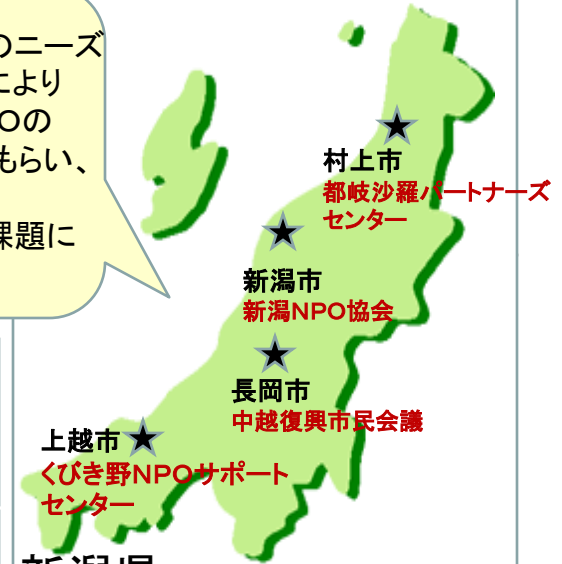 のニーズ
により
Oの
もらい、
課題に
村上市
都岐沙羅パートナーズ
センター
新潟市
新潟NPO協会
長岡市
中越復興市民会議
上越市
くびき野NPOサポート
センター
新潟県